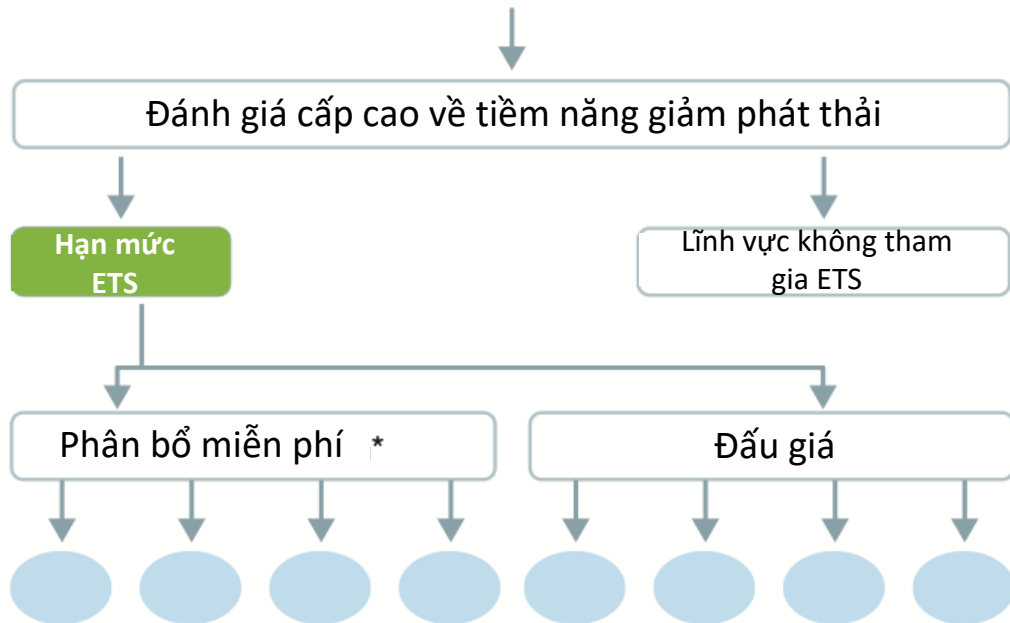 Đánh giá cấp cao về tiềm năng giảm phát thải
Hạn mức
ETS
Lĩnh vực không tham
gia ETS
Phân bổ miễn phí *
Đấu giá